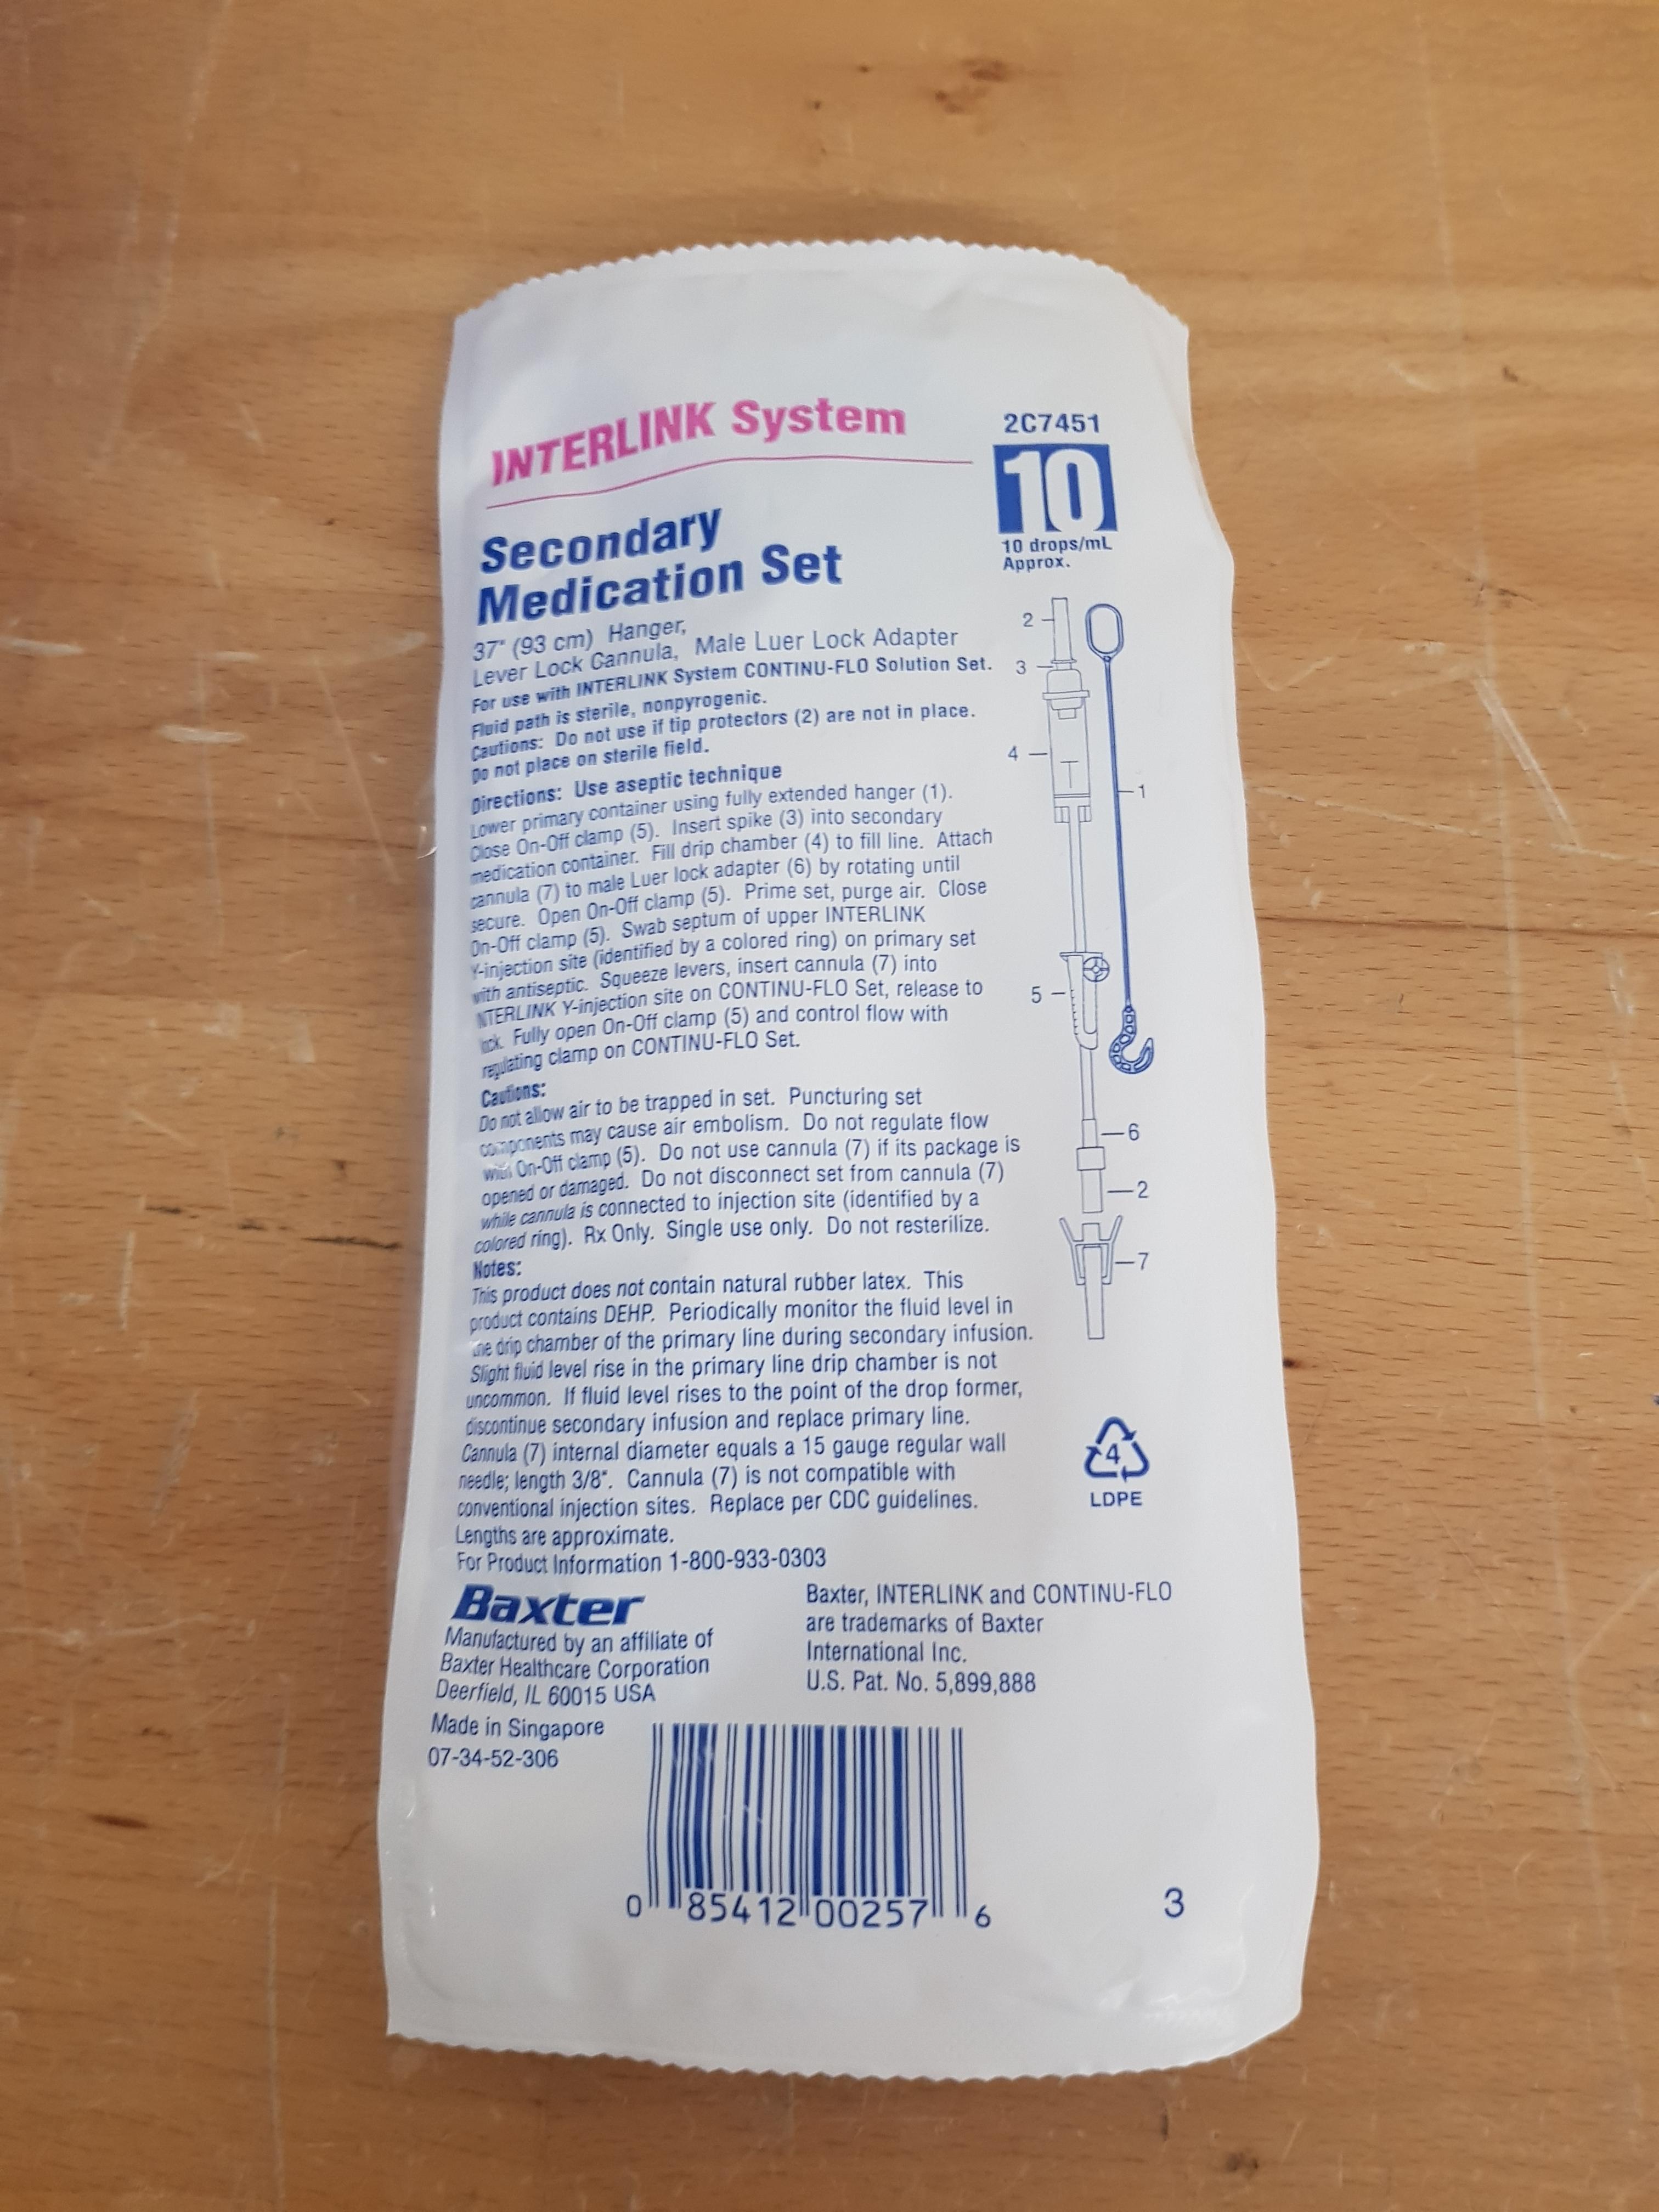 INTERLINK System
2C7451
10
10 drops/mL
Approx.
Secondary
Medication Set
37" (93 cm) Hanger,
Lever Lock Cannula, Male Luer Lock Adapter
For use with INTERLINK System CONTINU-FLO Solution Set.
Fluid path is sterile, nonpyrogenic.
Cautions: Do not use if tip protectors (2) are not in place.
Do not place on sterile field.
Directions: Use aseptic technique
Lower primary container using fully extended hanger (1).
Close On-Off clamp (5). Insert spike (3) into secondary
medication container. Fill drip chamber (4) to fill line. Attach
cannula (7) to male Luer lock adapter (6) by rotating until
secure. Open On-Off clamp (5). Prime set, purge air. Close
On-Off clamp (5). Swab septum of upper INTERLINK
Y-injection site (identified by a colored ring) on primary set
with antiseptic. Squeeze levers, insert cannula (7) into
INTERLINK Y-injection site on CONTINU-FLO Set, release to
lock. Fully open On-Off clamp (5) and control flow with
regulating clamp on CONTINU-FLO Set.
Cautions:
Do not allow air to be trapped in set. Puncturing set
components may cause air embolism. Do not regulate flow
with On-Off clamp (5). Do not use cannula (7) if its package is
opened or damaged. Do not disconnect set from cannula (7)
while cannula is connected to injection site (identified by a
colored ring). Rx Only. Single use only. Do not resterilize.
Notes:
This product does not contain natural rubber latex. This
product contains DEHP. Periodically monitor the fluid level in
the drip chamber of the primary line during secondary infusion.
Slight fluid level rise in the primary line drip chamber is not
uncommon. If fluid level rises to the point of the drop former,
discontinue secondary infusion and replace primary line.
Cannula (7) internal diameter equals a 15 gauge regular wall
needle; length 3/8". Cannula (7) is not compatible with
conventional injection sites. Replace per CDC guidelines.
Lengths are approximate.
For Product Information 1-800-933-0303
2
3
4
1
5
6
2
7
4
LDPE
Baxter
Manufactured by an affiliate of
Baxter Healthcare Corporation
Deerfield, IL 60015 USA
Made in Singapore
07-34-52-306
Baxter, INTERLINK and CONTINU-FLO
are trademarks of Baxter
International Inc.
U.S. Pat. No. 5,899,888
0 85412 00257 6
3